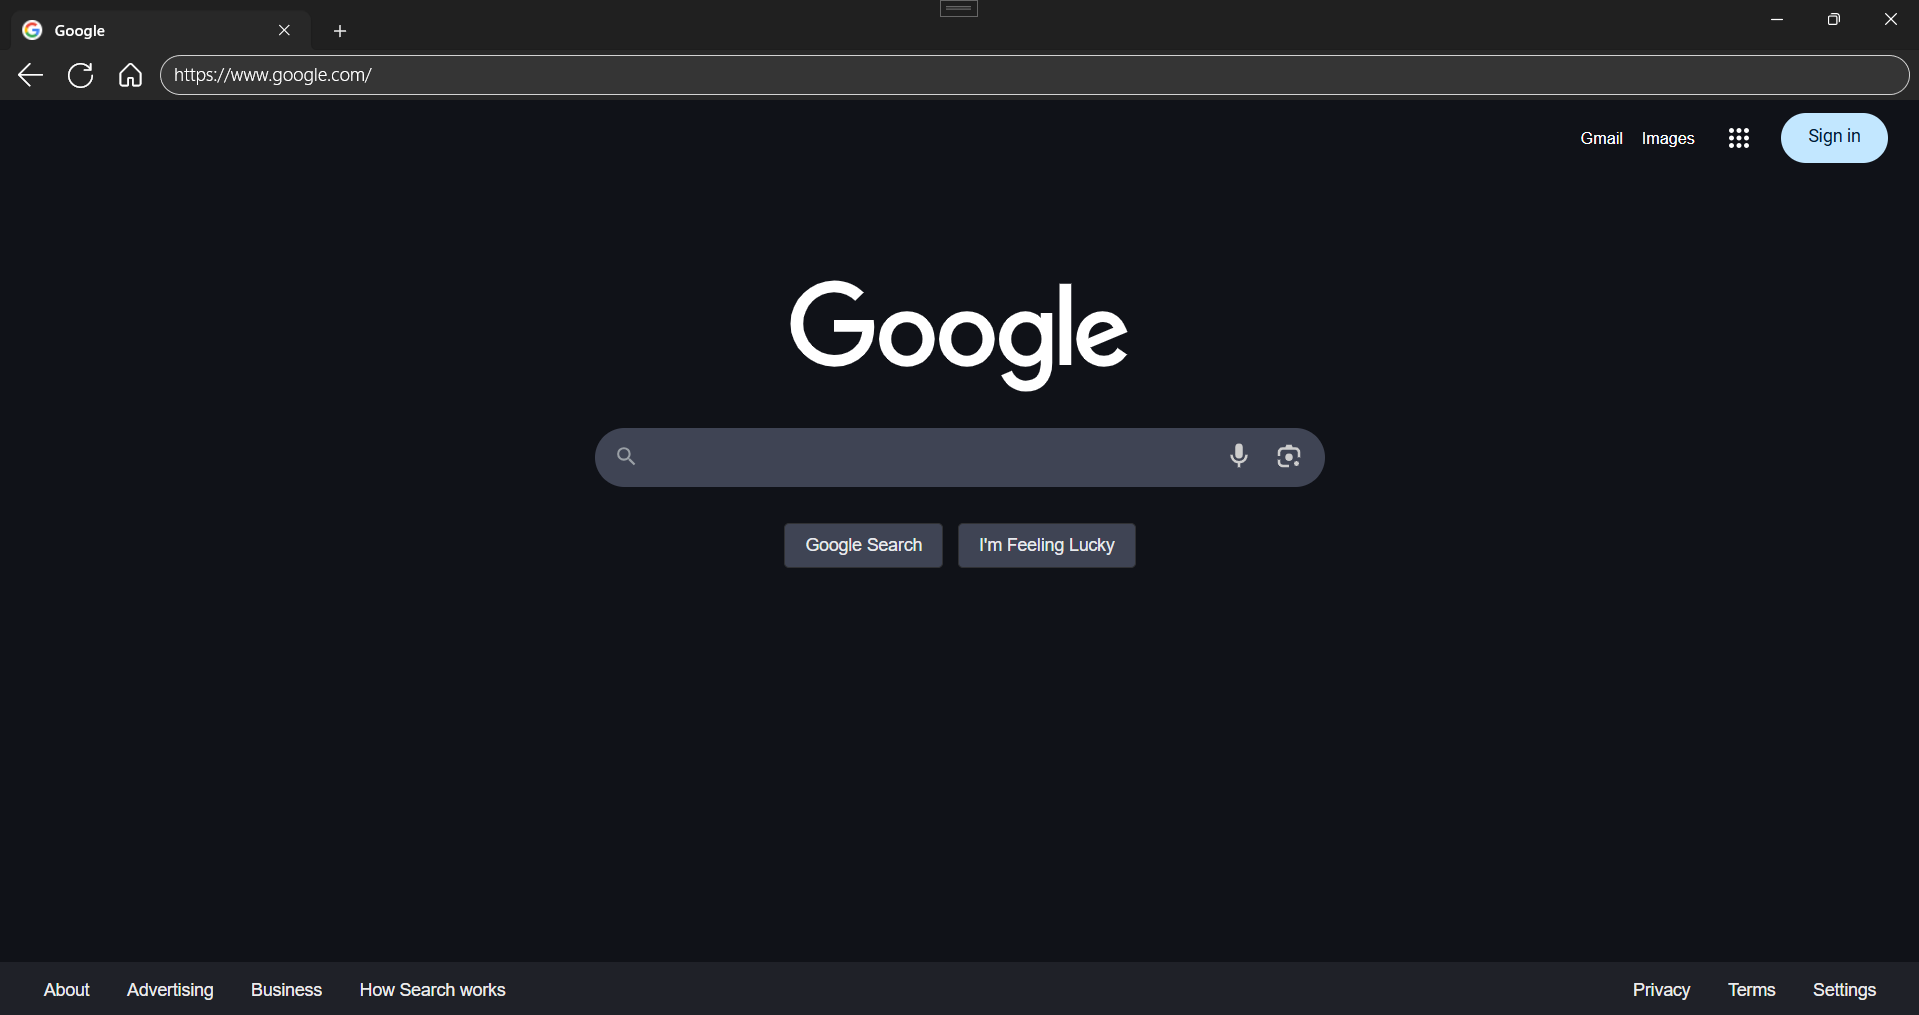 Google
https://www.google.com/
Gmail Images Sign in
Google
Google Search I'm Feeling Lucky
About Advertising Business How Search works Privacy Terms Settings